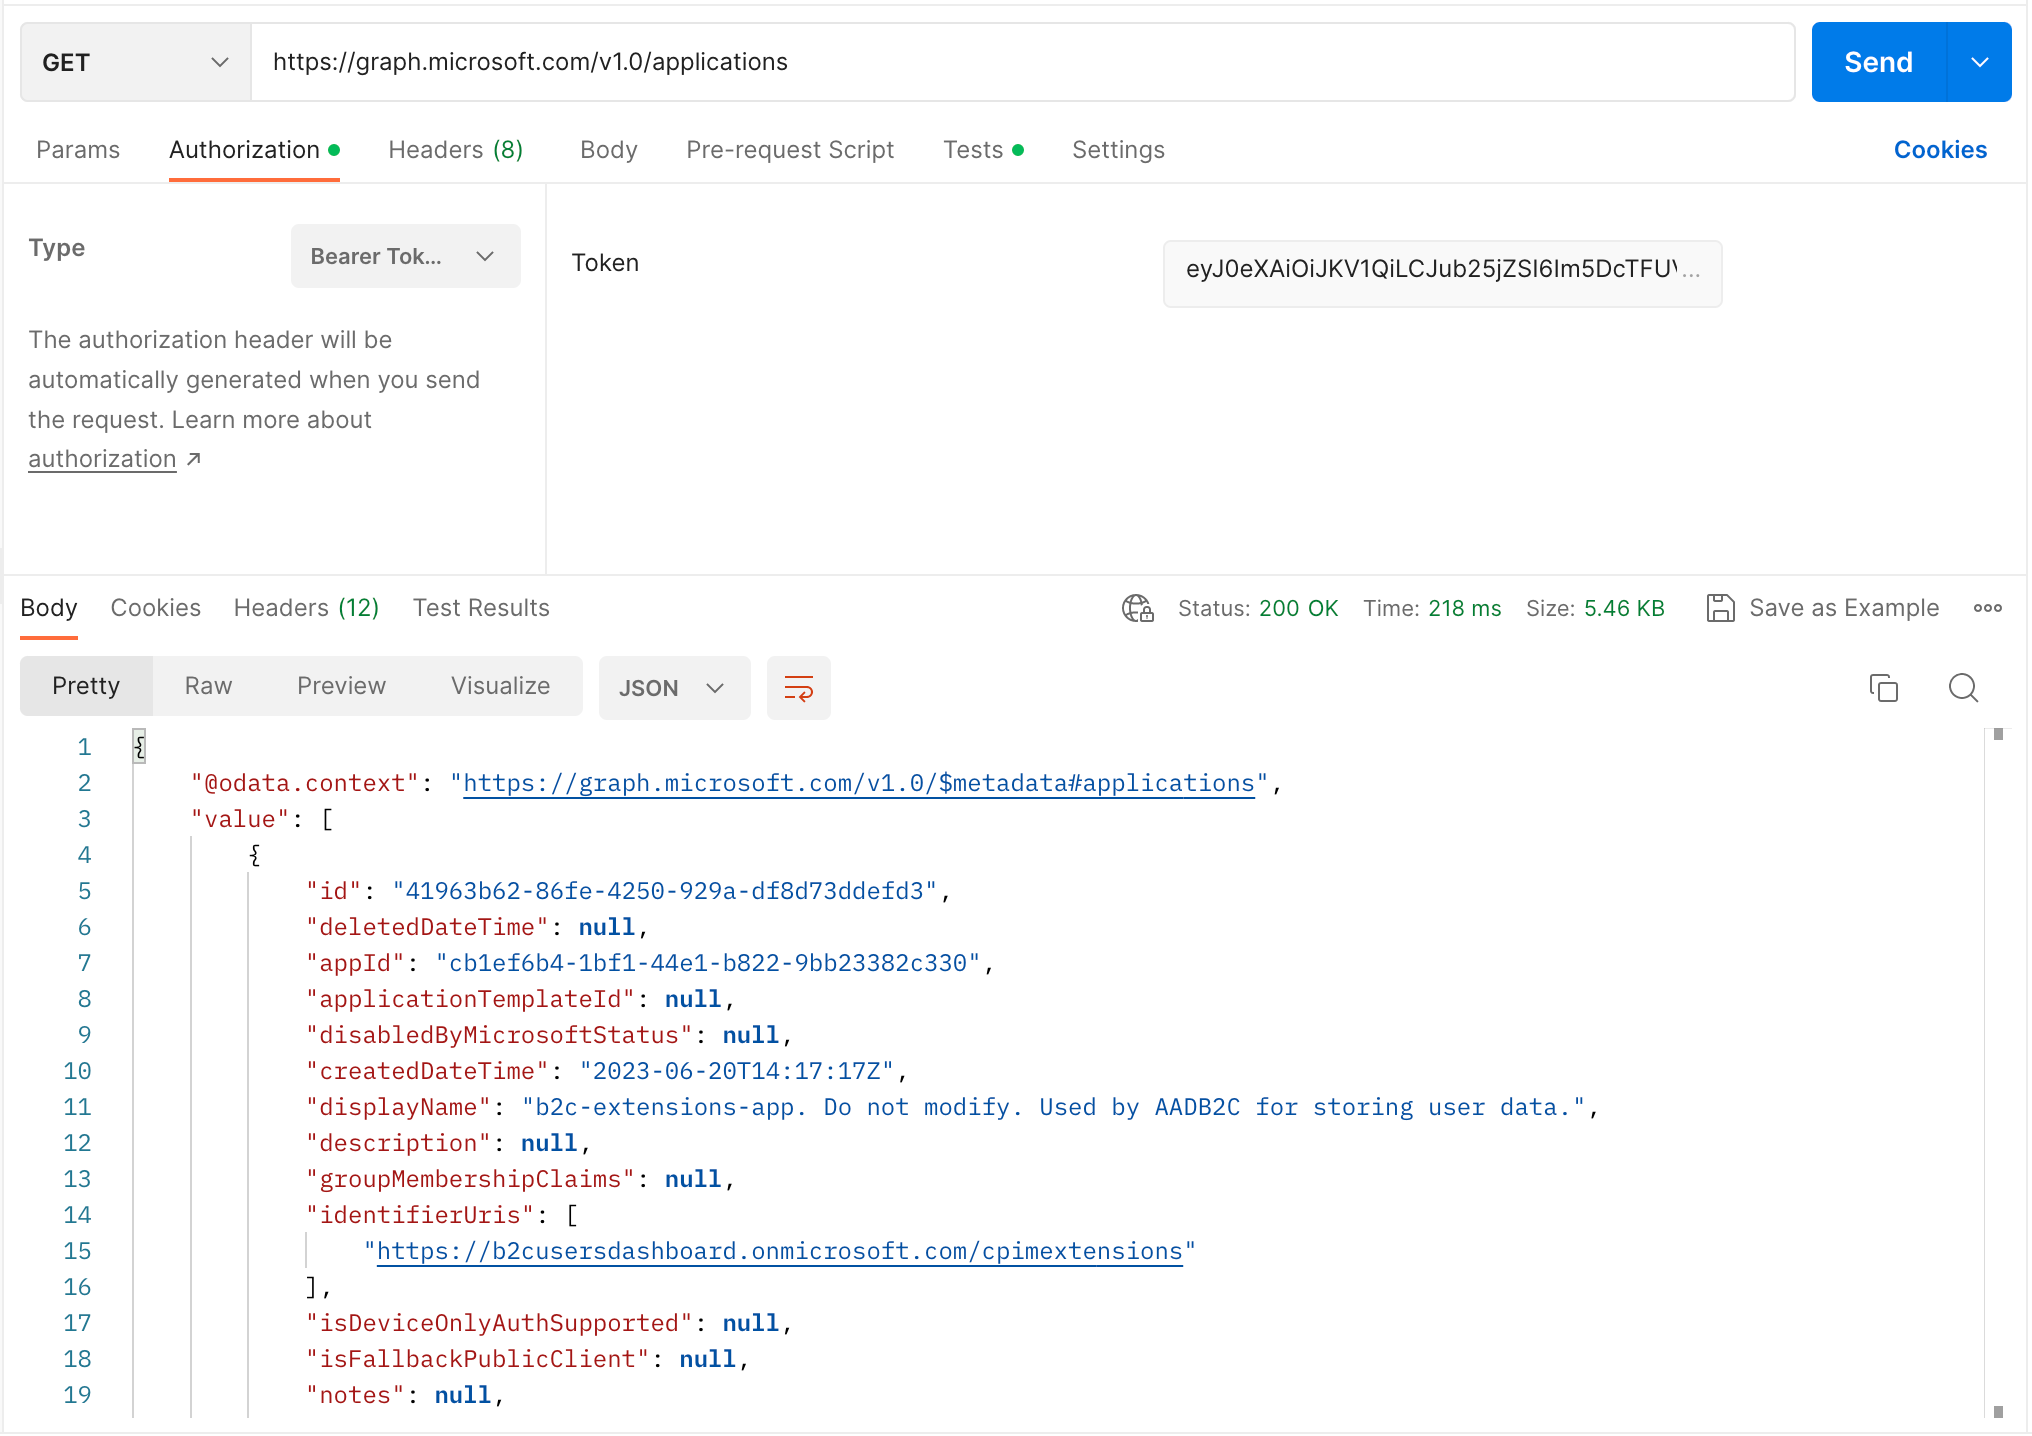 GET
https://graph.microsoft.com/v1.0/applications
Send
Params Authorization Headers (8) Body Pre-request Script Tests Settings Cookies
Type
Bearer Tok...
Token
eyJ0eXAiOiJKV1QiLCJub25jZSI6Im5DcTFU ...
The authorization header will be
automatically generated when you send
the request. Learn more about
authorization ↗
Body Cookies Headers (12) Test Results Status: 200 OK Time: 218 ms Size: 5.46 KB Save as Example
Pretty Raw Preview Visualize JSON
1 {
2 "@odata.context": "https://graph.microsoft.com/v1.0/$metadata#applications",
3 "value": [
4 {
5 "id": "41963b62-86fe-4250-929a-df8d73ddefd3",
6 "deletedDateTime": null,
7 "appId": "cb1ef6b4-1bf1-44e1-b822-9bb23382c330",
8 "applicationTemplateId": null,
9 "disabledByMicrosoftStatus": null,
10 "createdDateTime": "2023-06-20T14:17:17Z",
11 "displayName": "b2c-extensions-app. Do not modify. Used by AADB2C for storing user data.",
12 "description": null,
13 "groupMembershipClaims": null,
14 "identifierUris": [
15 "https://b2cusersdashboard.onmicrosoft.com/cpimextensions"
16 ],
17 "isDeviceOnlyAuthSupported": null,
18 "isFallbackPublicClient": null,
19 "notes": null,